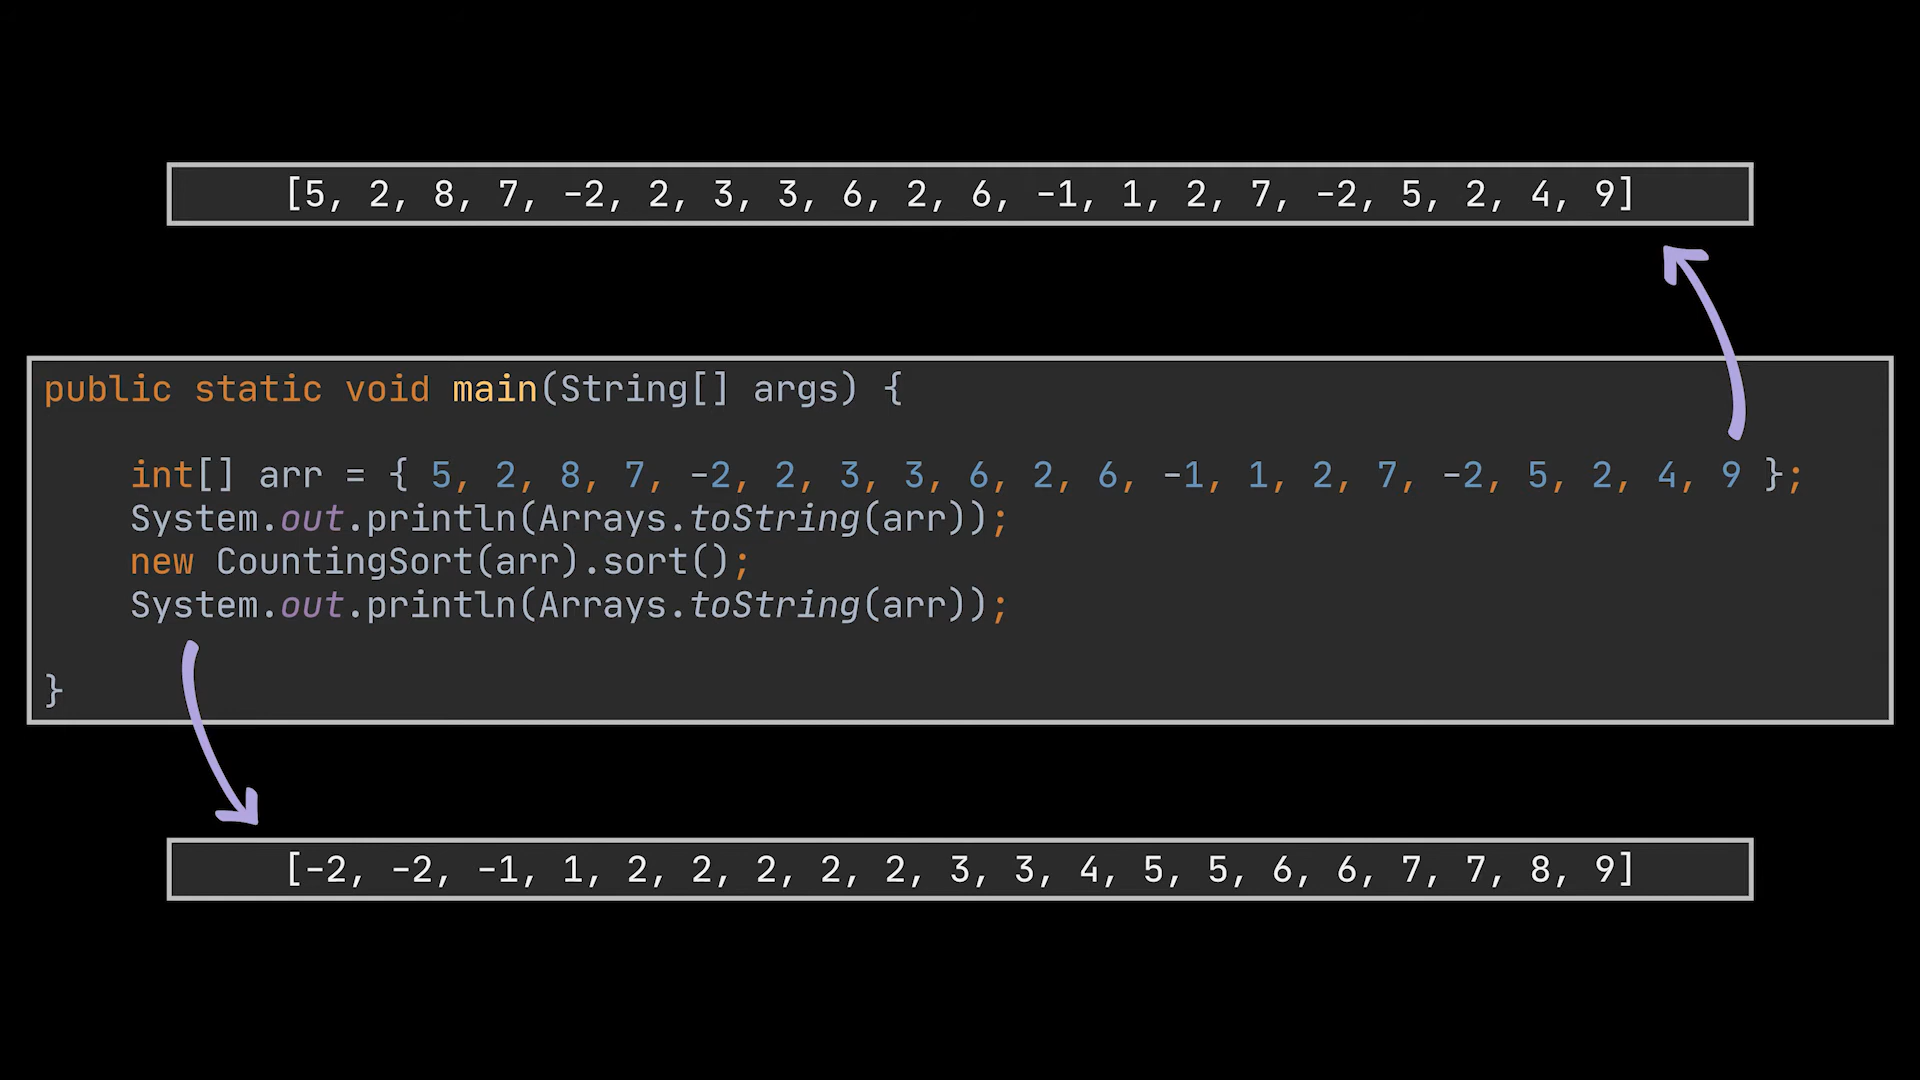 [5, 2, 8, 7, -2, 2, 3, 3, 6, 2, 6, -1, 1, 2, 7, -2, 5, 2, 4, 9]
public static void main(String[] args) {
int[] arr = { 5, 2, 8, 7, -2, 2, 3, 3, 6, 2, 6, -1, 1, 2, 7, -2, 5, 2, 4, 9 };
System.out.println(Arrays.toString(arr));
new CountingSort(arr).sort();
System.out.println(Arrays.toString(arr));
}
[-2, -2, -1, 1, 2, 2, 2, 2, 2, 3, 3, 4, 5, 5, 6, 6, 7, 7, 8, 9]